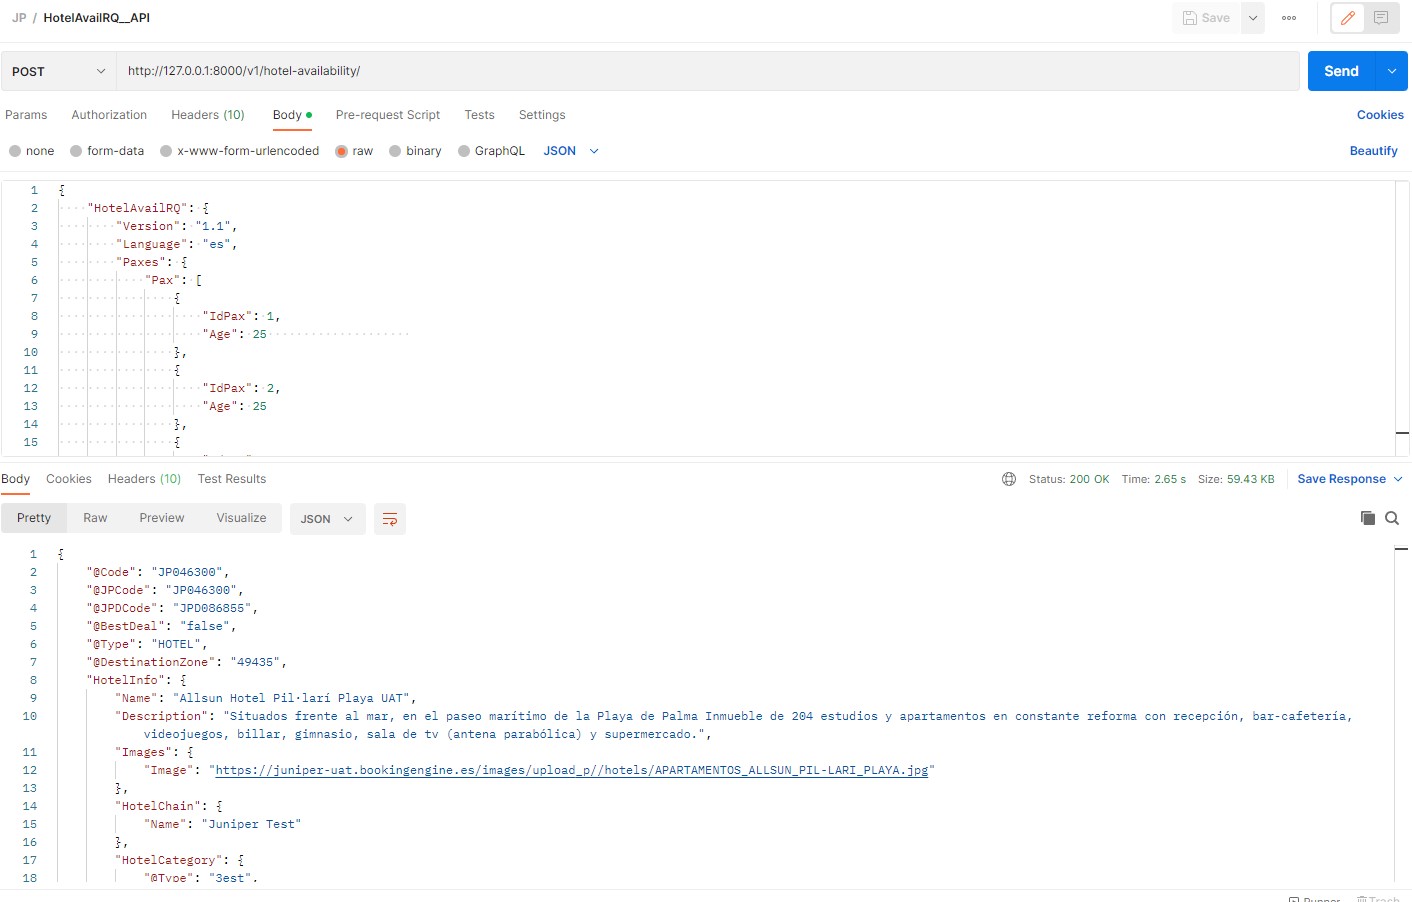 JP / HotelAvailRQ__API
Save
POST
http://127.0.0.1:8000/v1/hotel-availability/
Send
Params Authorization Headers (10) Body Pre-request Script Tests Settings Cookies
none form-data x-www-form-urlencoded raw binary GraphQL JSON Beautify
1 {
2 "HotelAvailRQ": {
3 "Version": "1.1",
4 "Language": "es",
5 "Paxes": {
6 "Pax": [
7 {
8 "IdPax": 1,
9 "Age": 25
10 },
11 {
12 "IdPax": 2,
13 "Age": 25
14 },
15 {
Body Cookies Headers (10) Test Results Status: 200 OK Time: 2.65 s Size: 59.43 KB Save Response
Pretty Raw Preview Visualize JSON
1 {
2 "@Code": "JP046300",
3 "@JPCode": "JP046300",
4 "@JPDCode": "JPD086855",
5 "@BestDeal": "false",
6 "@Type": "HOTEL",
7 "@DestinationZone": "49435",
8 "HotelInfo": {
9 "Name": "Allsun Hotel Pil·larí Playa UAT",
10 "Description": "Situados frente al mar, en el paseo marítimo de la Playa de Palma Inmueble de 204 estudios y apartamentos en constante reforma con recepción, bar-cafetería,
videojuegos, billar, gimnasio, sala de tv (antena parabólica) y supermercado.",
11 "Images": {
12 "Image": "https://juniper-uat.bookingengine.es/images/upload_p//hotels/APARTAMENTOS_ALLSUN_PIL-LARI_PLAYA.jpg"
13 },
14 "HotelChain": {
15 "Name": "Juniper Test"
16 },
17 "HotelCategory": {
18 "@Type": "3est",
Runner Trash